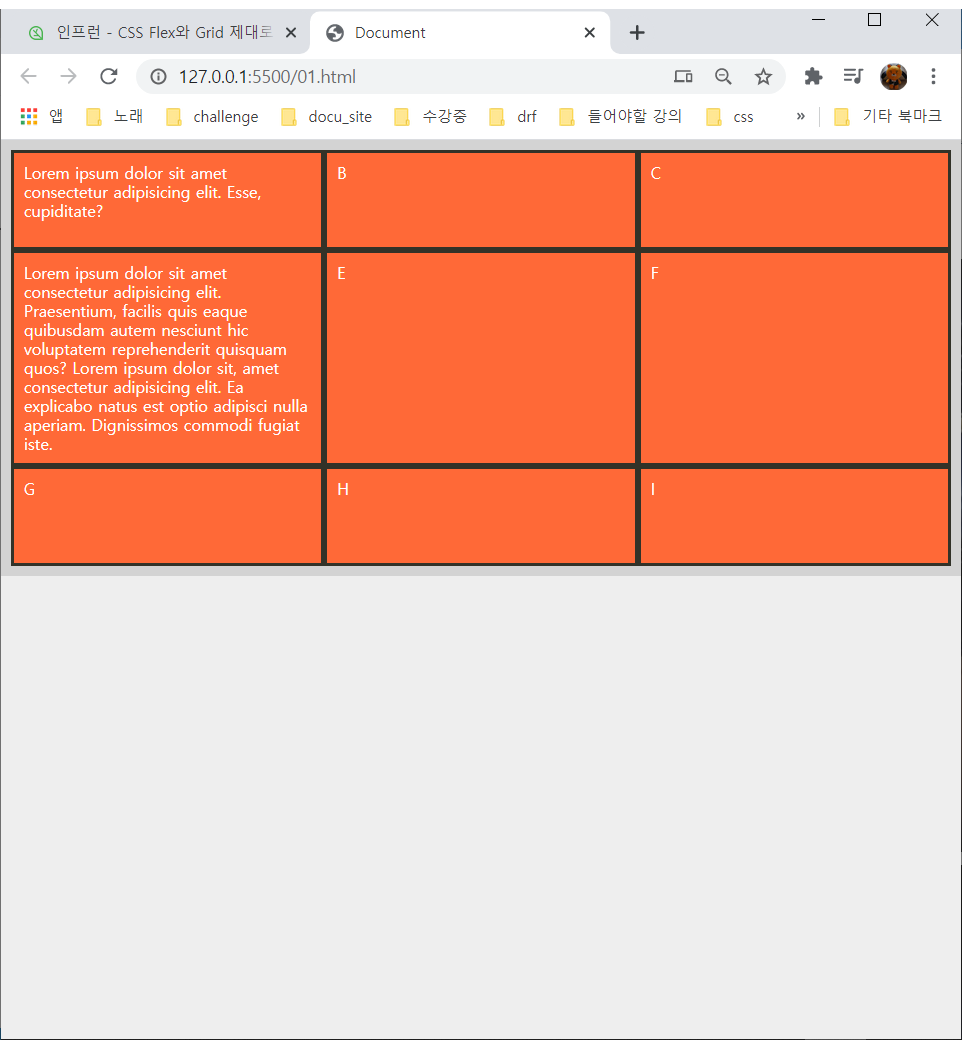 인프런 - CSS Flex와 Grid 제대로
Document
127.0.0.1:5500/01.html
앱
노래
challenge
docu_site
수강중
drf
들어야할 강의
css
»
기타 북마크
Lorem ipsum dolor sit amet
consectetur adipisicing elit. Esse,
cupiditate?
B
C
Lorem ipsum dolor sit amet
consectetur adipisicing elit.
Praesentium, facilis quis eaque
quibusdam autem nesciunt hic
voluptatem reprehenderit quisquam
quos? Lorem ipsum dolor sit, amet
consectetur adipisicing elit. Ea
explicabo natus est optio adipisci nulla
aperiam. Dignissimos commodi fugiat
iste.
E
F
G
H
I